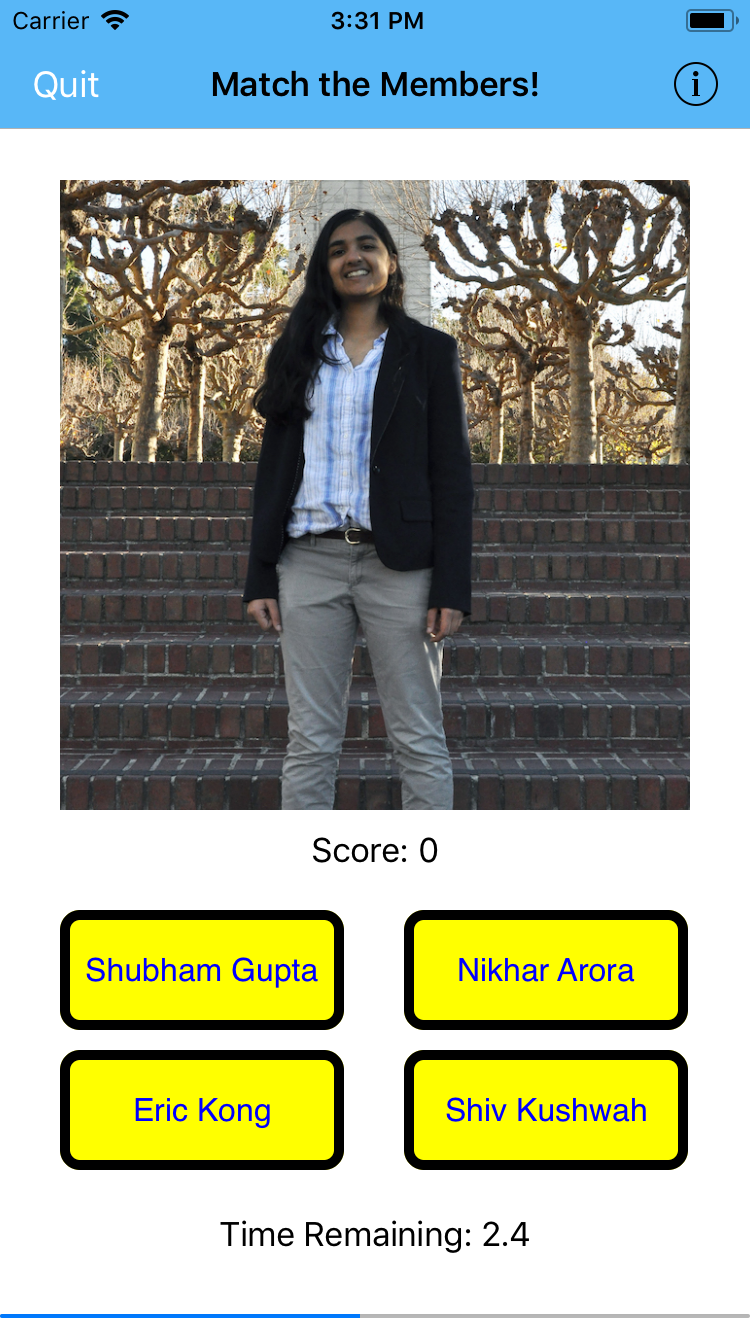 Carrier 3:31 PM
Quit Match the Members! i
Score: 0
Shubham Gupta Nikhar Arora
Eric Kong Shiv Kushwah
Time Remaining: 2.4